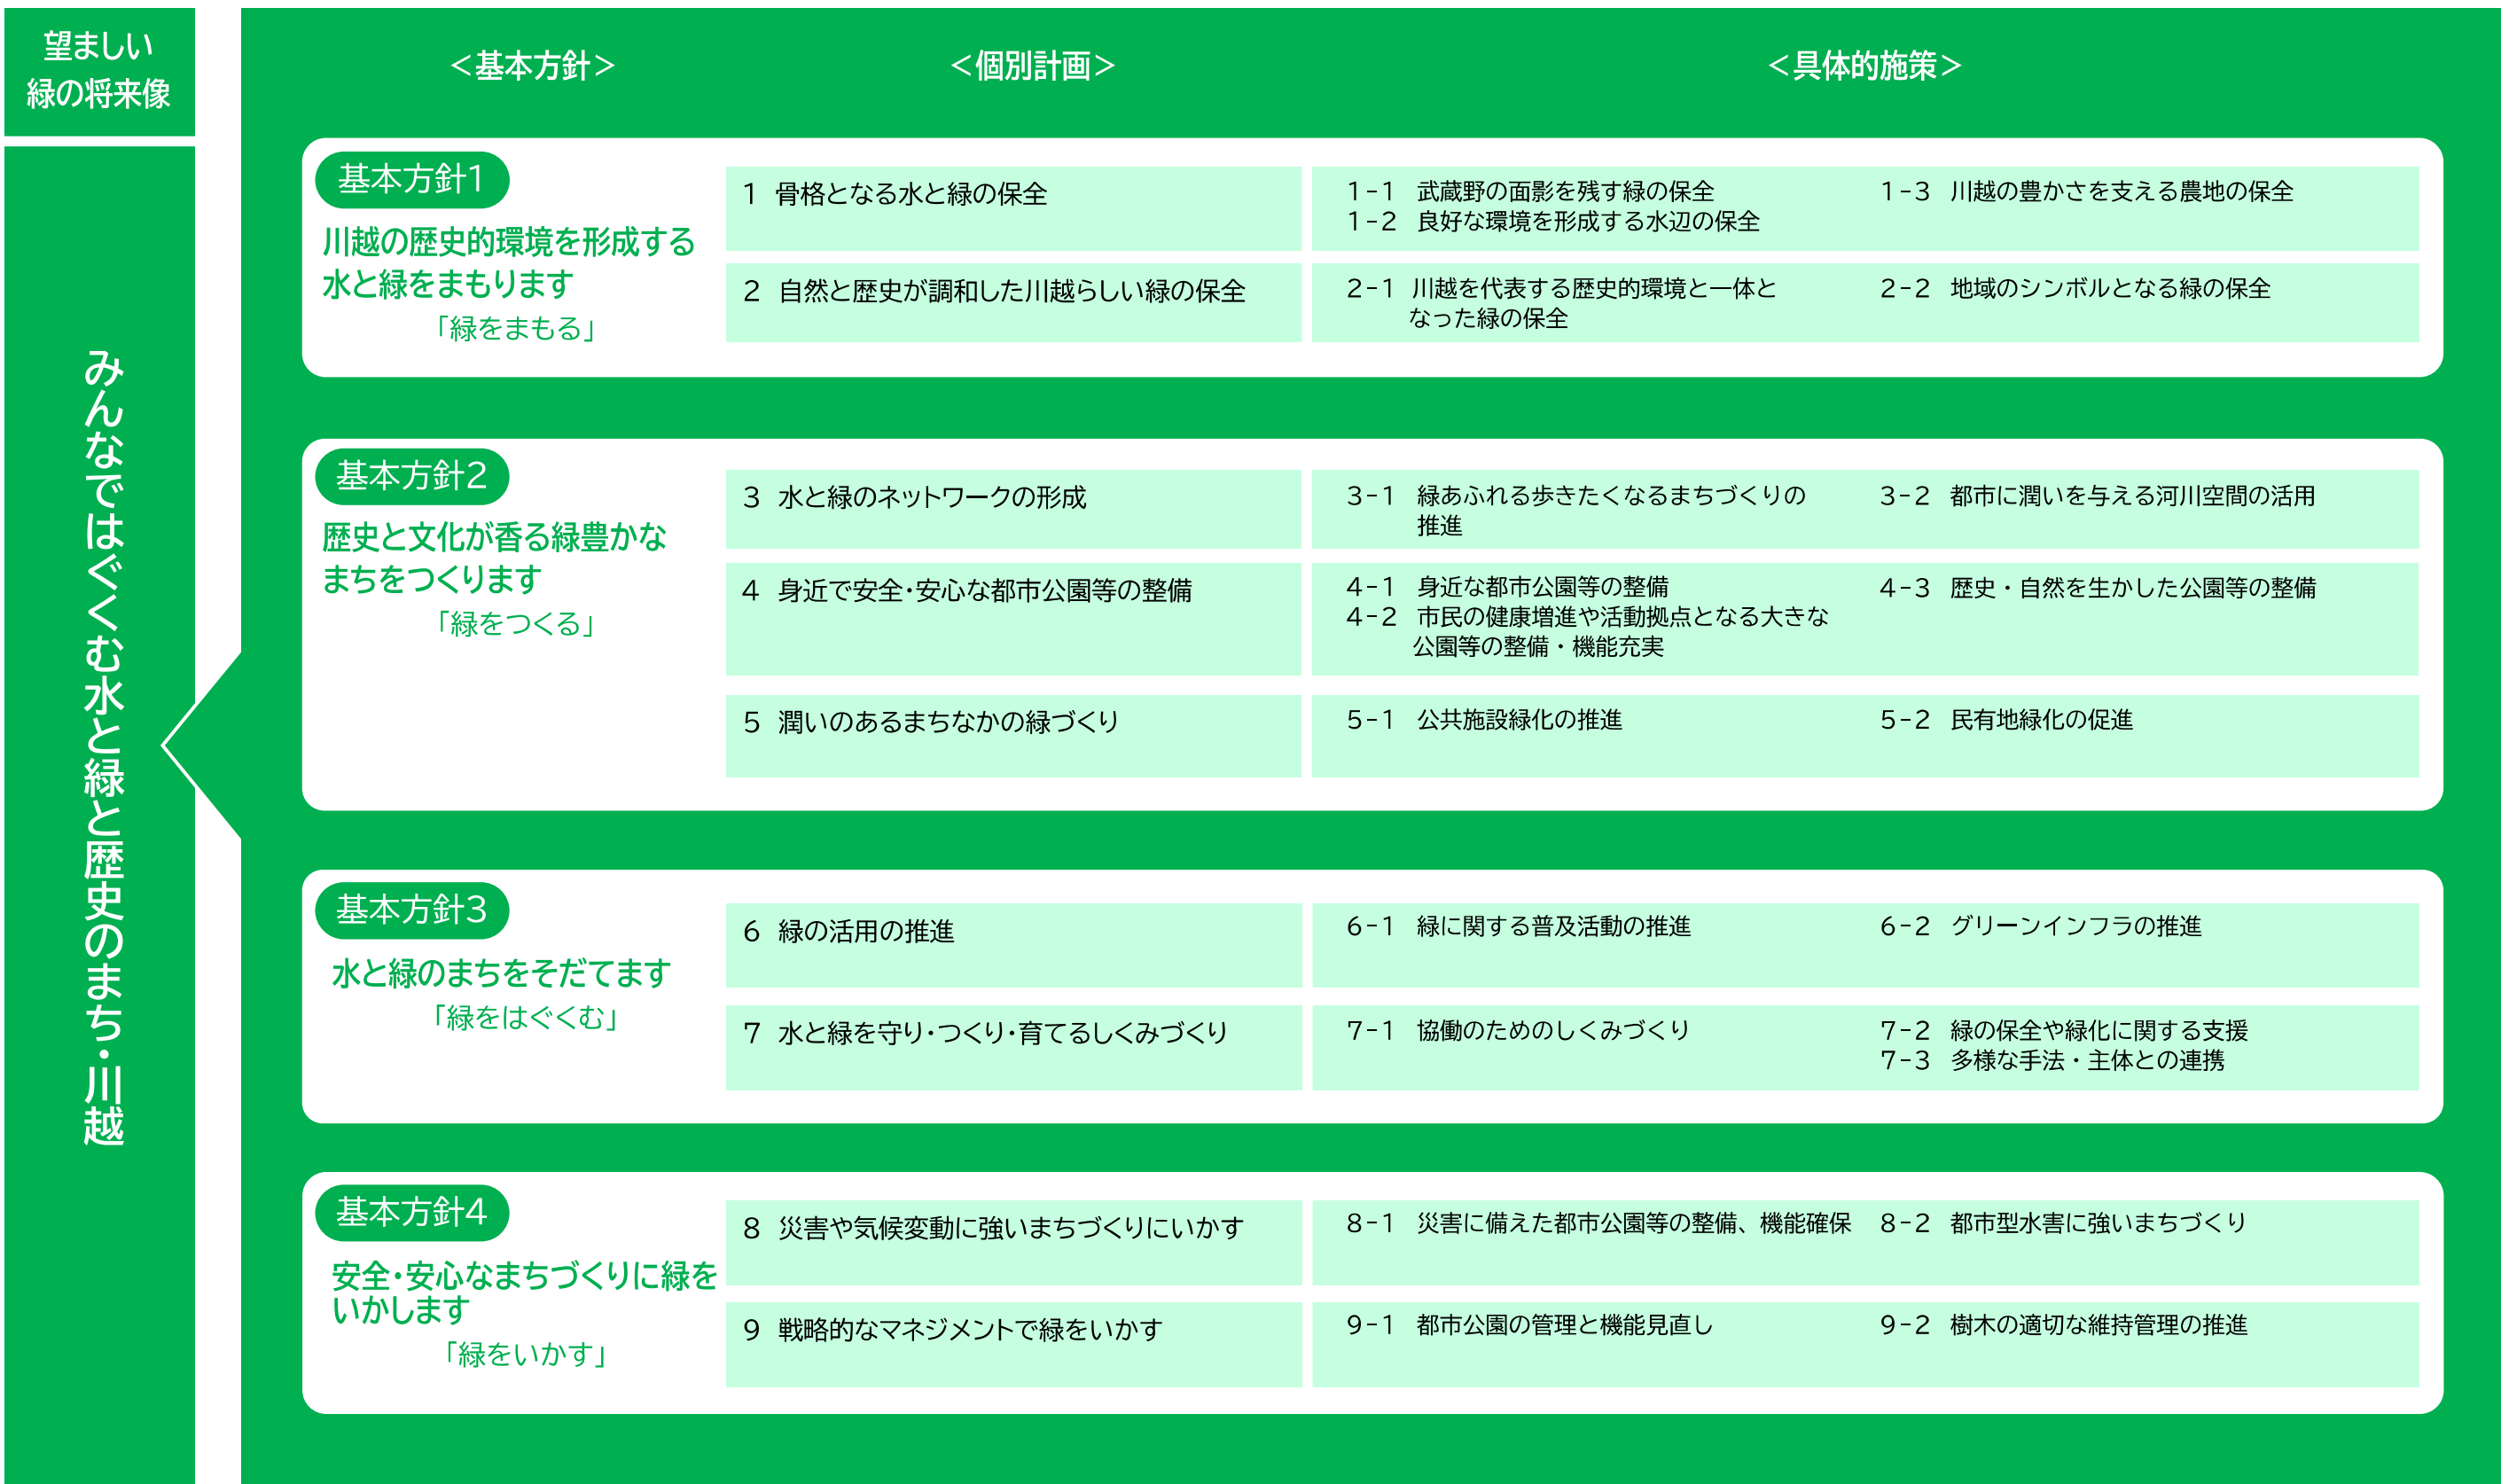 望ましい
緑の将来像
みんなではぐくむ水と緑と歴史のまち・川越
＜基本方針＞
＜個別計画＞
＜具体的施策＞
基本方針1
川越の歴史的環境を形成する
水と緑をまもります
「緑をまもる」
1 骨格となる水と緑の保全
1-1 武蔵野の面影を残す緑の保全
1-2 良好な環境を形成する水辺の保全
1-3 川越の豊かさを支える農地の保全
2 自然と歴史が調和した川越らしい緑の保全
2-1 川越を代表する歴史的環境と一体と
なった緑の保全
2-2 地域のシンボルとなる緑の保全
基本方針2
歴史と文化が香る緑豊かな
まちをつくります
「緑をつくる」
3 水と緑のネットワークの形成
3-1 緑あふれる歩きたくなるまちづくりの
推進
3-2 都市に潤いを与える河川空間の活用
4 身近で安全・安心な都市公園等の整備
4-1 身近な都市公園等の整備
4-2 市民の健康増進や活動拠点となる大きな
公園等の整備・機能充実
4-3 歴史・自然を生かした公園等の整備
5 潤いのあるまちなかの緑づくり
5-1 公共施設緑化の推進
5-2 民有地緑化の促進
基本方針3
水と緑のまちをそだてます
「緑をはぐくむ」
6 緑の活用の推進
6-1 緑に関する普及活動の推進
6-2 グリーンインフラの推進
7 水と緑を守り・つくり・育てるしくみづくり
7-1 協働のためのしくみづくり
7-2 緑の保全や緑化に関する支援
7-3 多様な手法・主体との連携
基本方針4
安全・安心なまちづくりに緑を
いかします
「緑をいかす」
8 災害や気候変動に強いまちづくりにいかす
8-1 災害に備えた都市公園等の整備、機能確保
8-2 都市型水害に強いまちづくり
9 戦略的なマネジメントで緑をいかす
9-1 都市公園の管理と機能見直し
9-2 樹木の適切な維持管理の推進